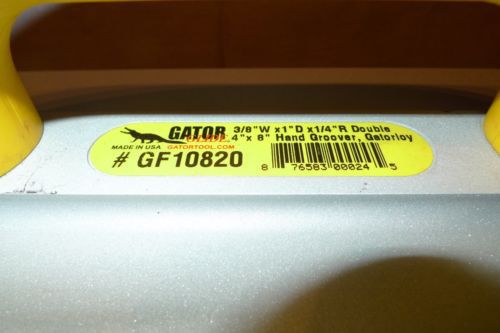 GATOR 3/8"W x1"D x1/4"R Double
4"x 8" Hand Groover, Gatorloy
MADE IN USA GATORTOOL.COM
# GF10820
8 76583 00024 5